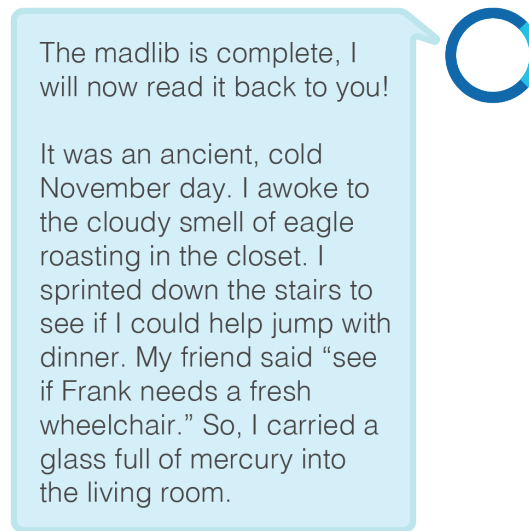 The madlib is complete, I
will now read it back to you!
It was an ancient, cold
November day. I awoke to
the cloudy smell of eagle
roasting in the closet. I
sprinted down the stairs to
see if I could help jump with
dinner. My friend said “see
if Frank needs a fresh
wheelchair.” So, I carried a
glass full of mercury into
the living room.